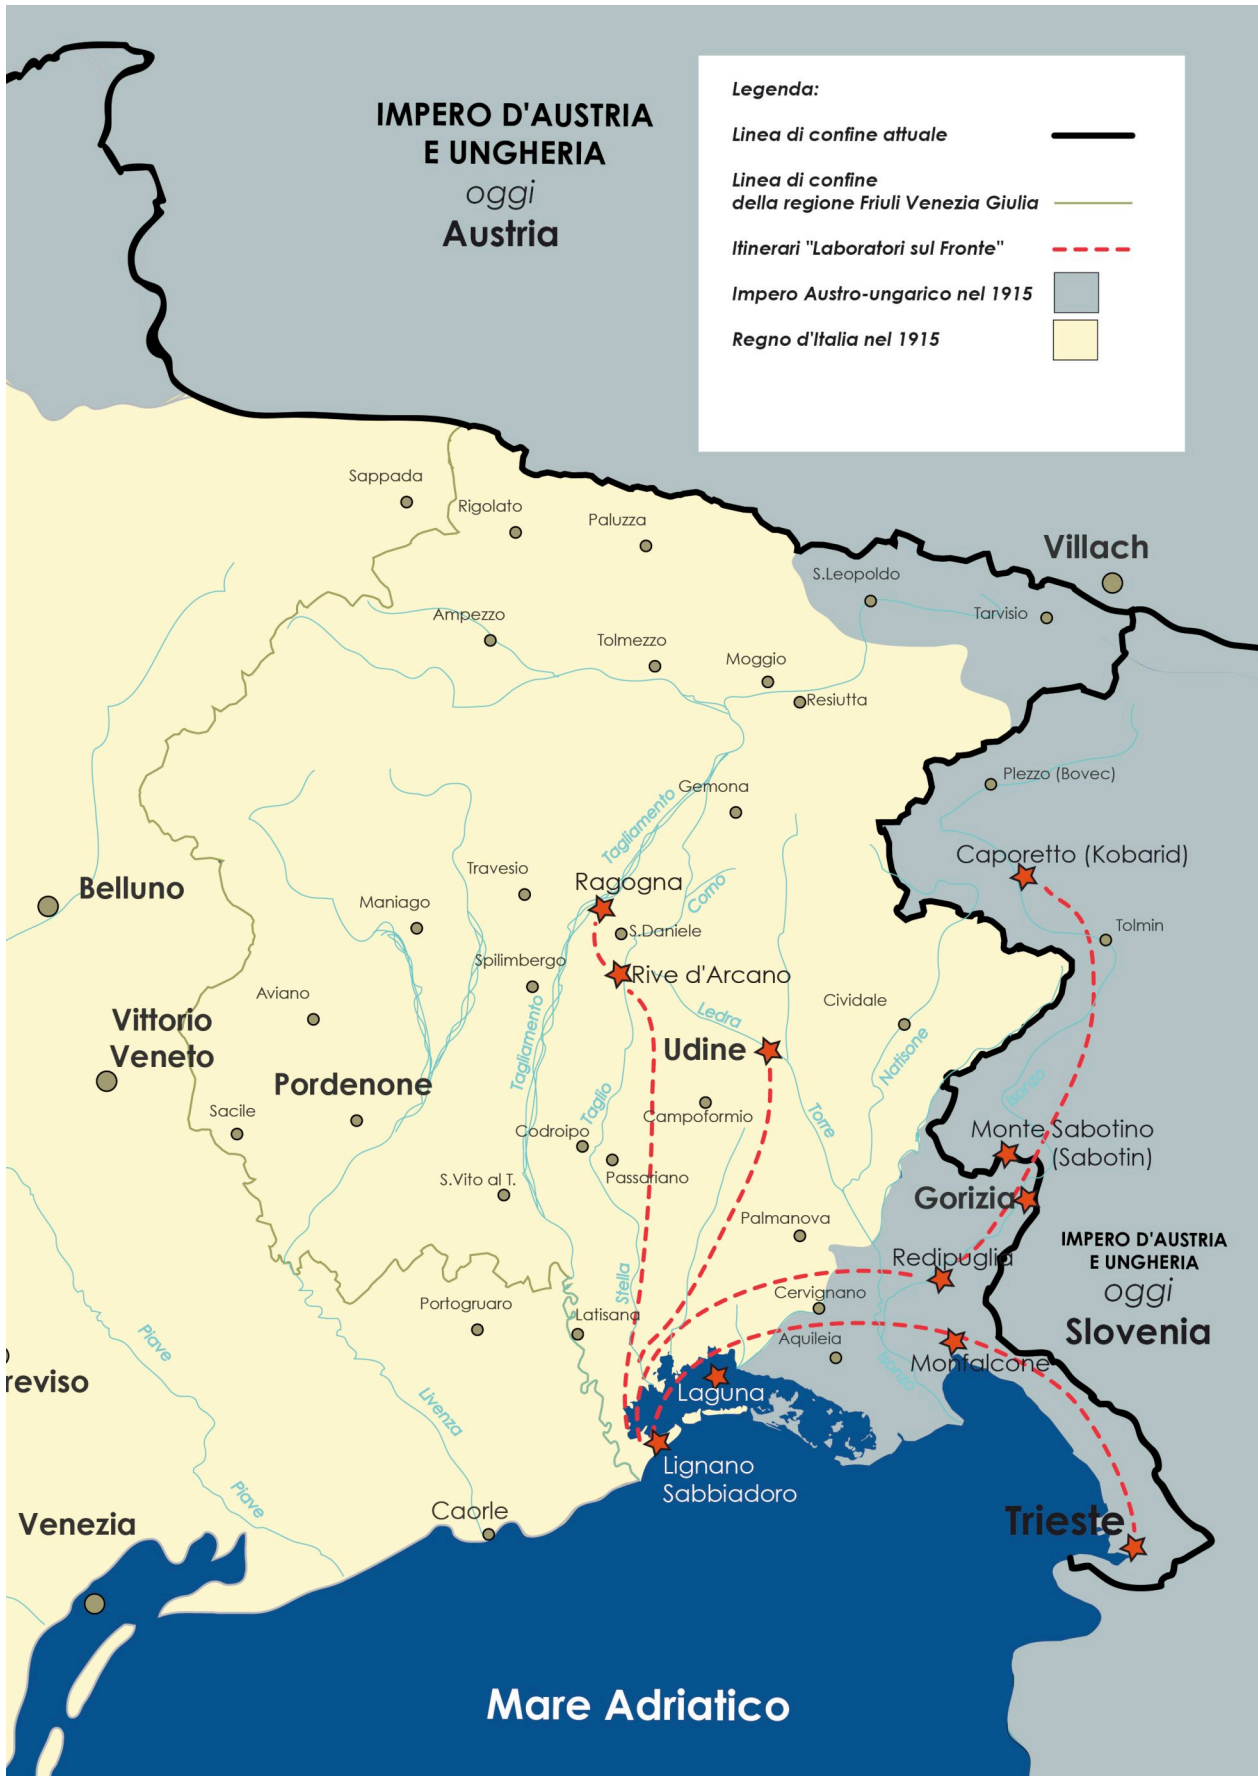 IMPERO D'AUSTRIA
E UNGHERIA
oggi
Austria
Legenda:
Linea di confine attuale
Linea di confine
della regione Friuli Venezia Giulia
Itinerari "Laboratori sul Fronte"
Impero Austro-ungarico nel 1915
Regno d'Italia nel 1915
Sappada
Rigolato
Paluzza
Villach
S.Leopoldo
Tarvisio
Ampezzo
Tolmezzo
Moggio
Resiutta
Plezzo (Bovec)
Gemona
Tagliamento
Caporetto (Kobarid)
Travesio
Ragogna
Corno
Belluno
Maniago
S.Daniele
Tolmin
Spilimbergo
Rive d'Arcano
Aviano
Cividale
Ledra
Vittorio
Veneto
Tagliamento
Udine
Natisone
Pordenone
Isonzo
Sacile
Taglio
Campoformio
Torre
Codroipo
Monte Sabotino
(Sabotin)
Passariano
S.Vito al T.
Gorizia
Palmanova
IMPERO D'AUSTRIA
E UNGHERIA
oggi
Slovenia
Redipuglia
Stella
Cervignano
Portogruaro
Latisana
Aquileia
Piave
Monfalcone
Isonzo
reviso
Laguna
Livenza
Lignano
Sabbiadoro
Piave
Caorle
Venezia
Trieste
Mare Adriatico